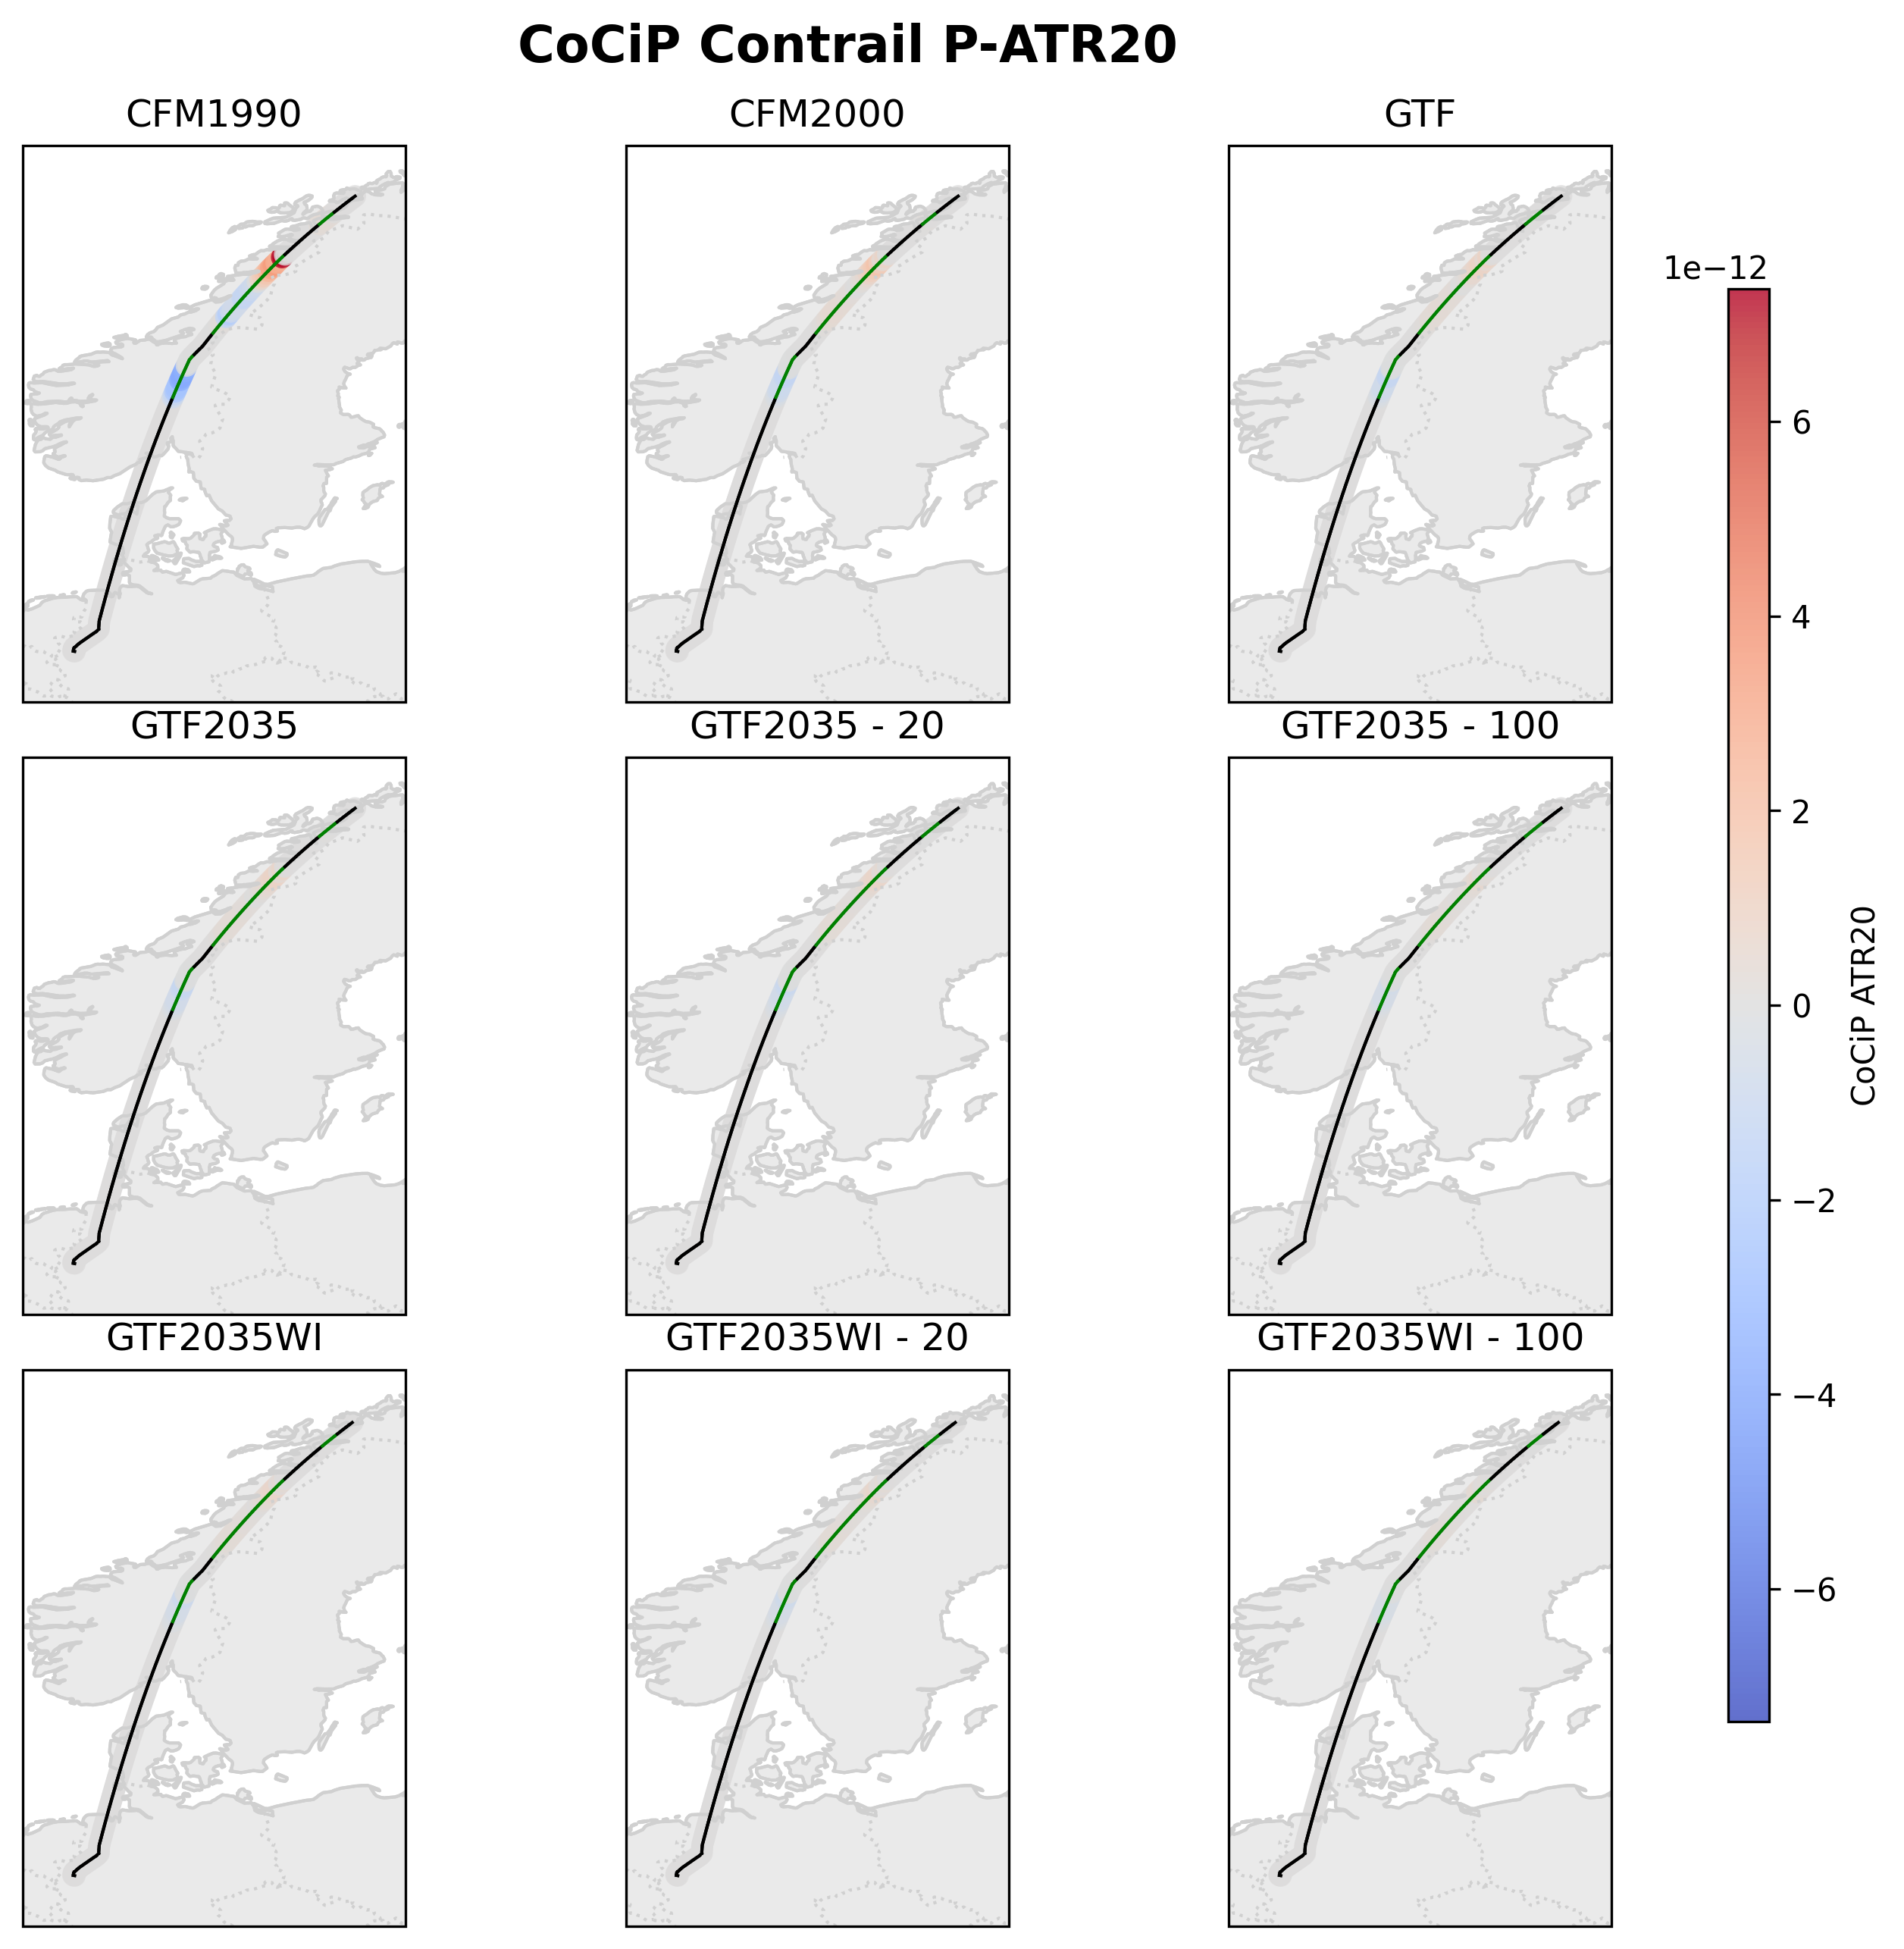 CoCiP Contrail P-ATR20
CFM1990
CFM2000
GTF
GTF2035
GTF2035 - 20
GTF2035 - 100
GTF2035WI
GTF2035WI - 20
GTF2035WI - 100
1e−12
6
4
2
0
−2
−4
−6
CoCiP ATR20